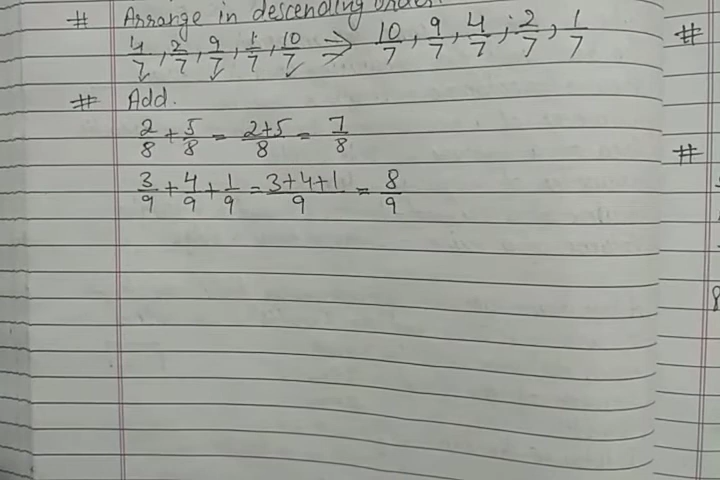 # Arrange in descending order.
4/7, 2/7, 9/7, 1/7, 10/7 ⇒ 10/7, 9/7, 4/7, 2/7, 1/7 #
# Add.
2/8 + 5/8 = 2+5/8 = 7/8
#
3/9 + 4/9 + 1/9 = 3+4+1/9 = 8/9
8